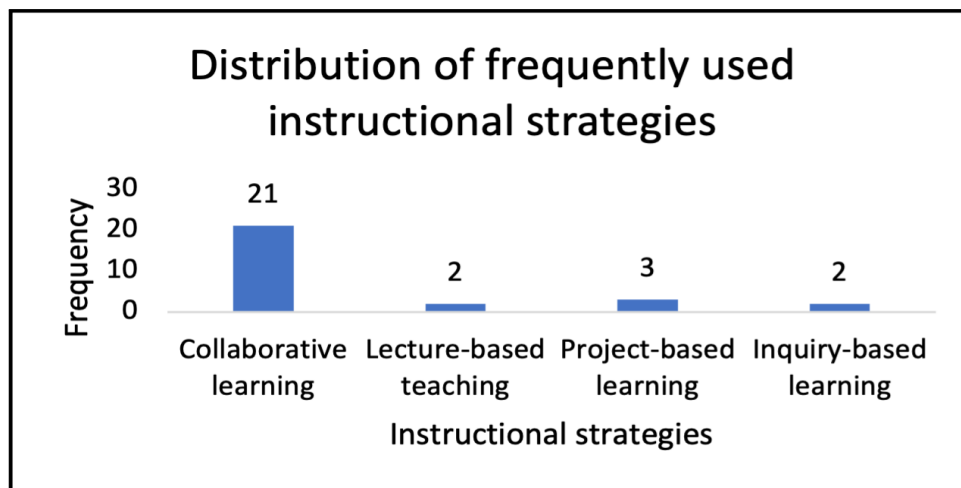 Distribution of frequently used
instructional strategies
Frequency
30
20
10
0
21
2
3
2
Collaborative
learning
Lecture-based
teaching
Project-based
learning
Inquiry-based
learning
Instructional strategies